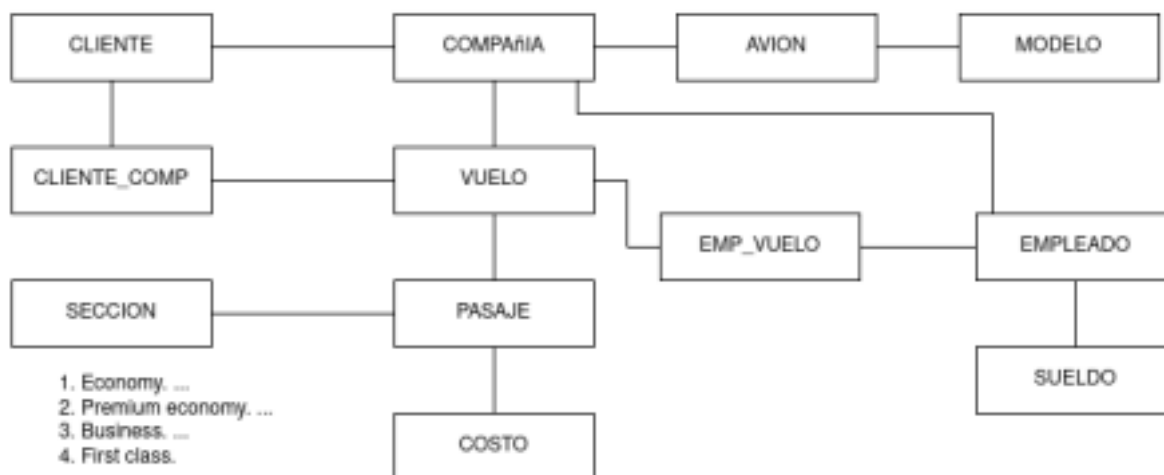 CLIENTE
COMPAñIA
AVION
MODELO
CLIENTE_COMP
VUELO
EMP_VUELO
EMPLEADO
SECCION
PASAJE
SUELDO
1. Economy. ...
2. Premium economy. ...
3. Business. ...
4. First class.
COSTO